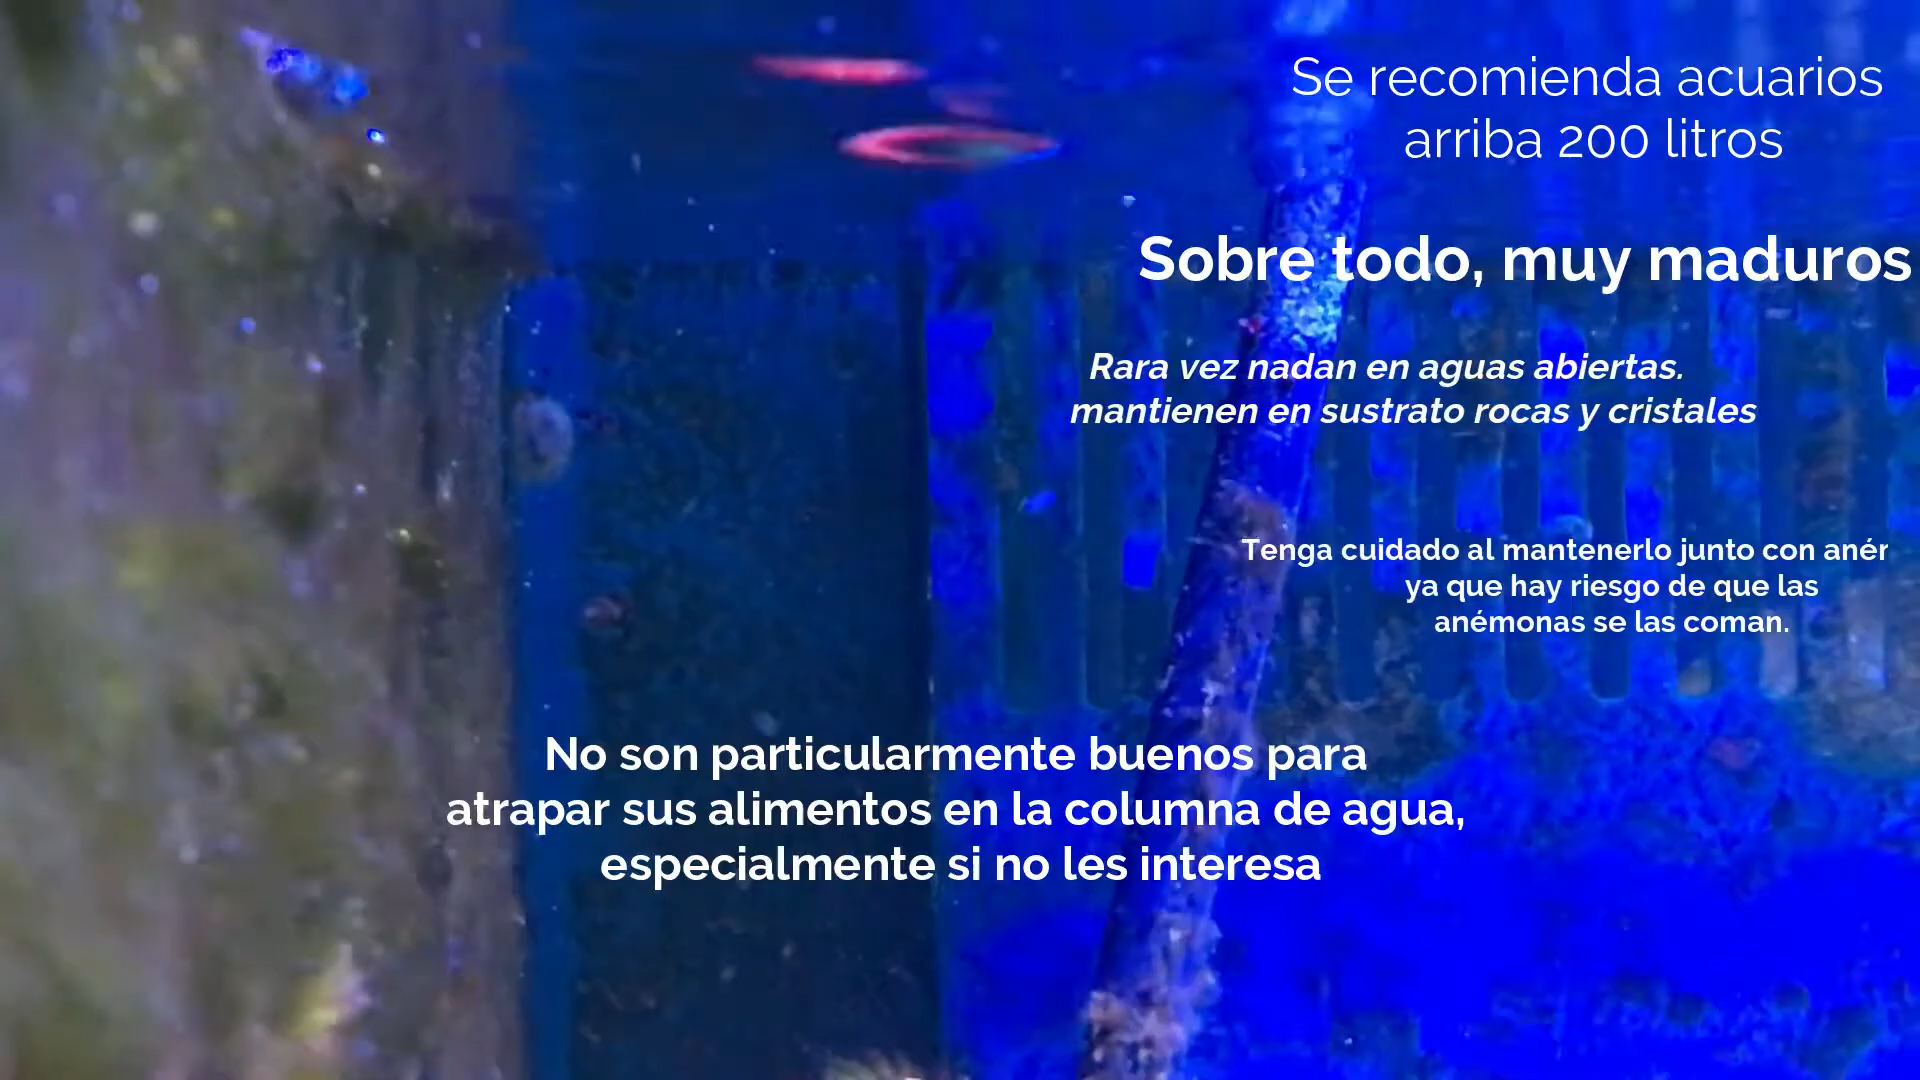 Se recomienda acuarios
arriba 200 litros
Sobre todo, muy maduros
Rara vez nadan en aguas abiertas.
mantienen en sustrato rocas y cristales
Tenga cuidado al mantenerlo junto con
ya que hay riesgo de que las
anémonas se las coman.
No son particularmente buenos para
atrapar sus alimentos en la columna de agua,
especialmente si no les interesa